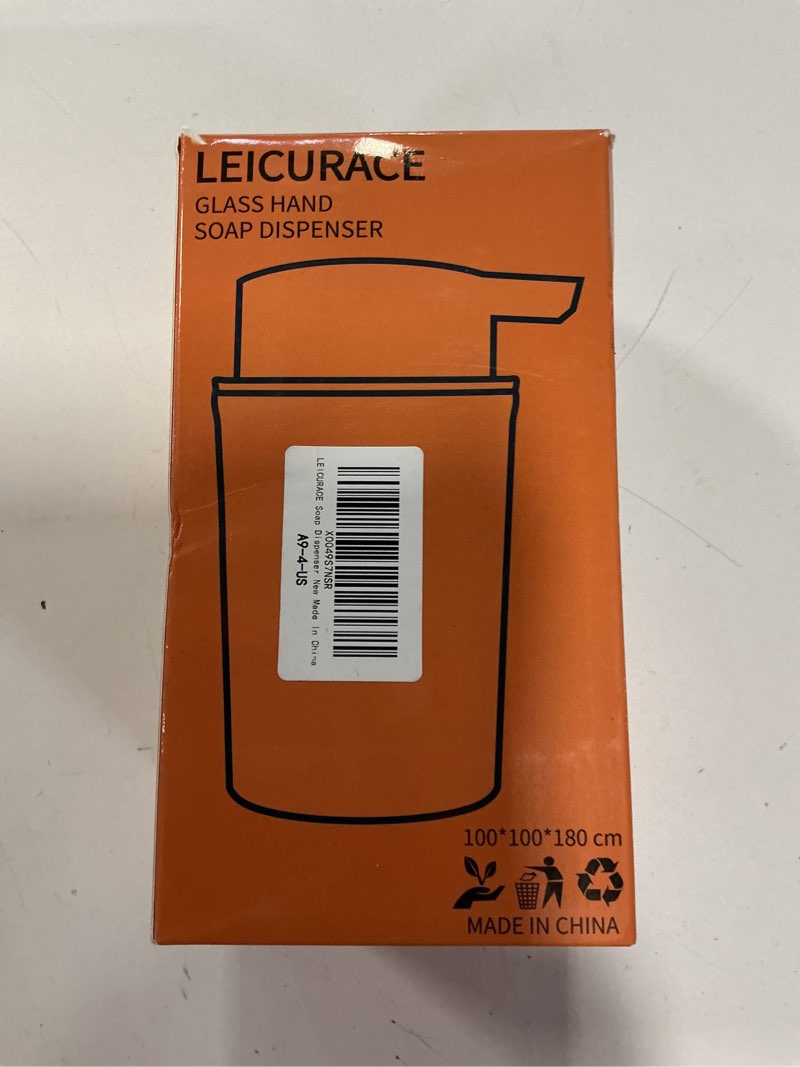 LEICURACE
GLASS HAND
SOAP DISPENSER
X0049S7NSR
LEICURACE Soap Dispenser New Made In China
A9-4-US
100*100*180 cm
MADE IN CHINA